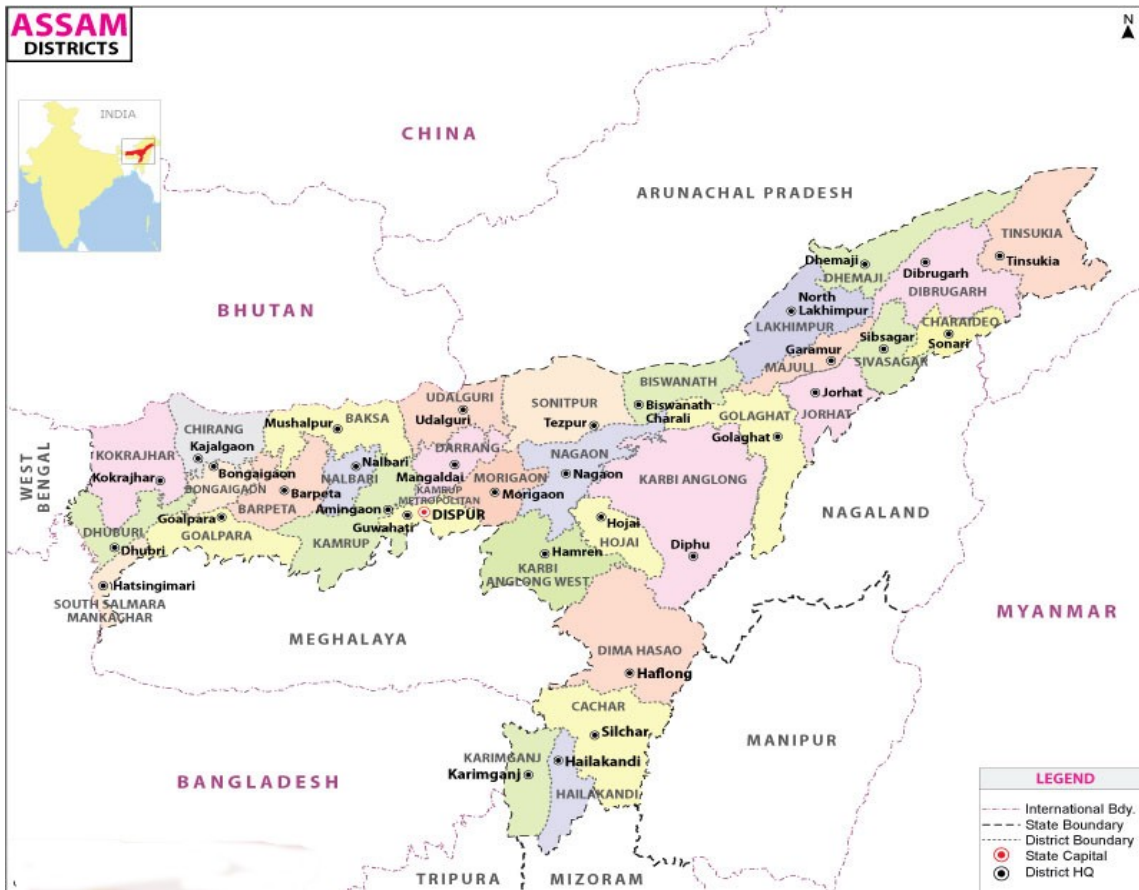 ASSAM
DISTRICTS
N
INDIA
CHINA
ARUNACHAL PRADESH
BHUTAN
TINSUKIA
Tinsukia
Dhemaji
DHEMAJI
Dibrugarh
DIBRUGARH
North
Lakhimpur
LAKHIMPUR
CHARAIDEO
Sonari
Sibsagar
SIVASAGAR
Garamur
MAJULI
Jorhat
JORHAT
BISWANATH
Biswanath
Charali
GOLAGHAT
Golaghat
UDALGURI
Udalguri
SONITPUR
Tezpur
BAKSA
Mushalpur
CHIRANG
Kajalgaon
KOKRAJHAR
Kokrajhar
WEST
BENGAL
Bongaigaon
BONGAIGAON
Barpeta
BARPETA
Nalbari
NALBARI
DARRANG
Mangaldai
KAMRUP
METROPOLITAN
MORIGAON
Morigaon
NAGAON
Nagaon
KARBI ANGLONG
Diphu
Amingaon
Guwahati
DISPUR
KAMRUP
Goalpara
GOALPARA
DHUBURI
Dhubri
Hatsingimari
SOUTH SALMARA
MANKACHAR
Hojai
HOJAI
Hamren
KARBI
ANGLONG WEST
NAGALAND
MYANMAR
MEGHALAYA
DIMA HASAO
Haflong
CACHAR
Silchar
KARIMGANJ
Karimganj
Hailakandi
HAILAKANDI
MANIPUR
BANGLADESH
TRIPURA
MIZORAM
LEGEND
International Bdy.
State Boundary
District Boundary
State Capital
District HQ